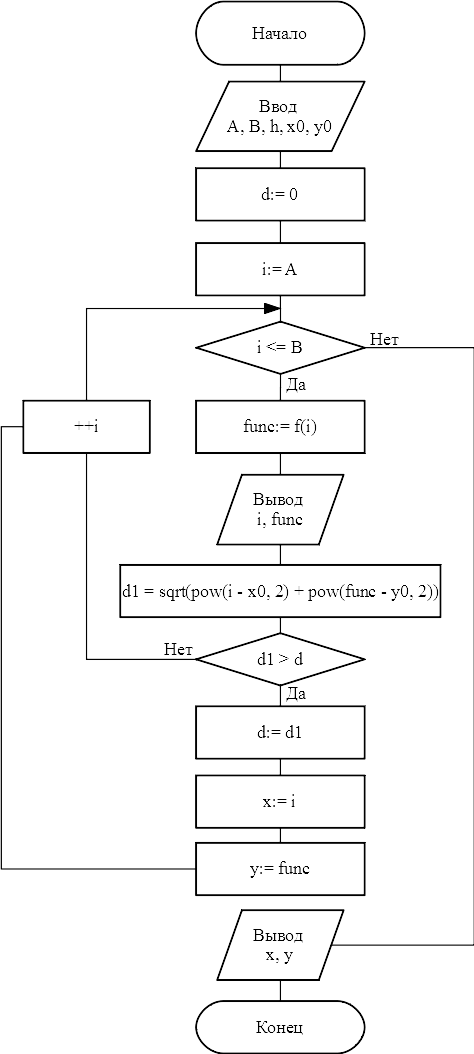 Начало
Ввод
A, B, h, x0, y0
d:= 0
i:= A
i <= B
Нет
Да
++i
func:= f(i)
Вывод
i, func
d1 = sqrt(pow(i - x0, 2) + pow(func - y0, 2))
Нет
d1 > d
Да
d:= d1
x:= i
y:= func
Вывод
x, y
Конец